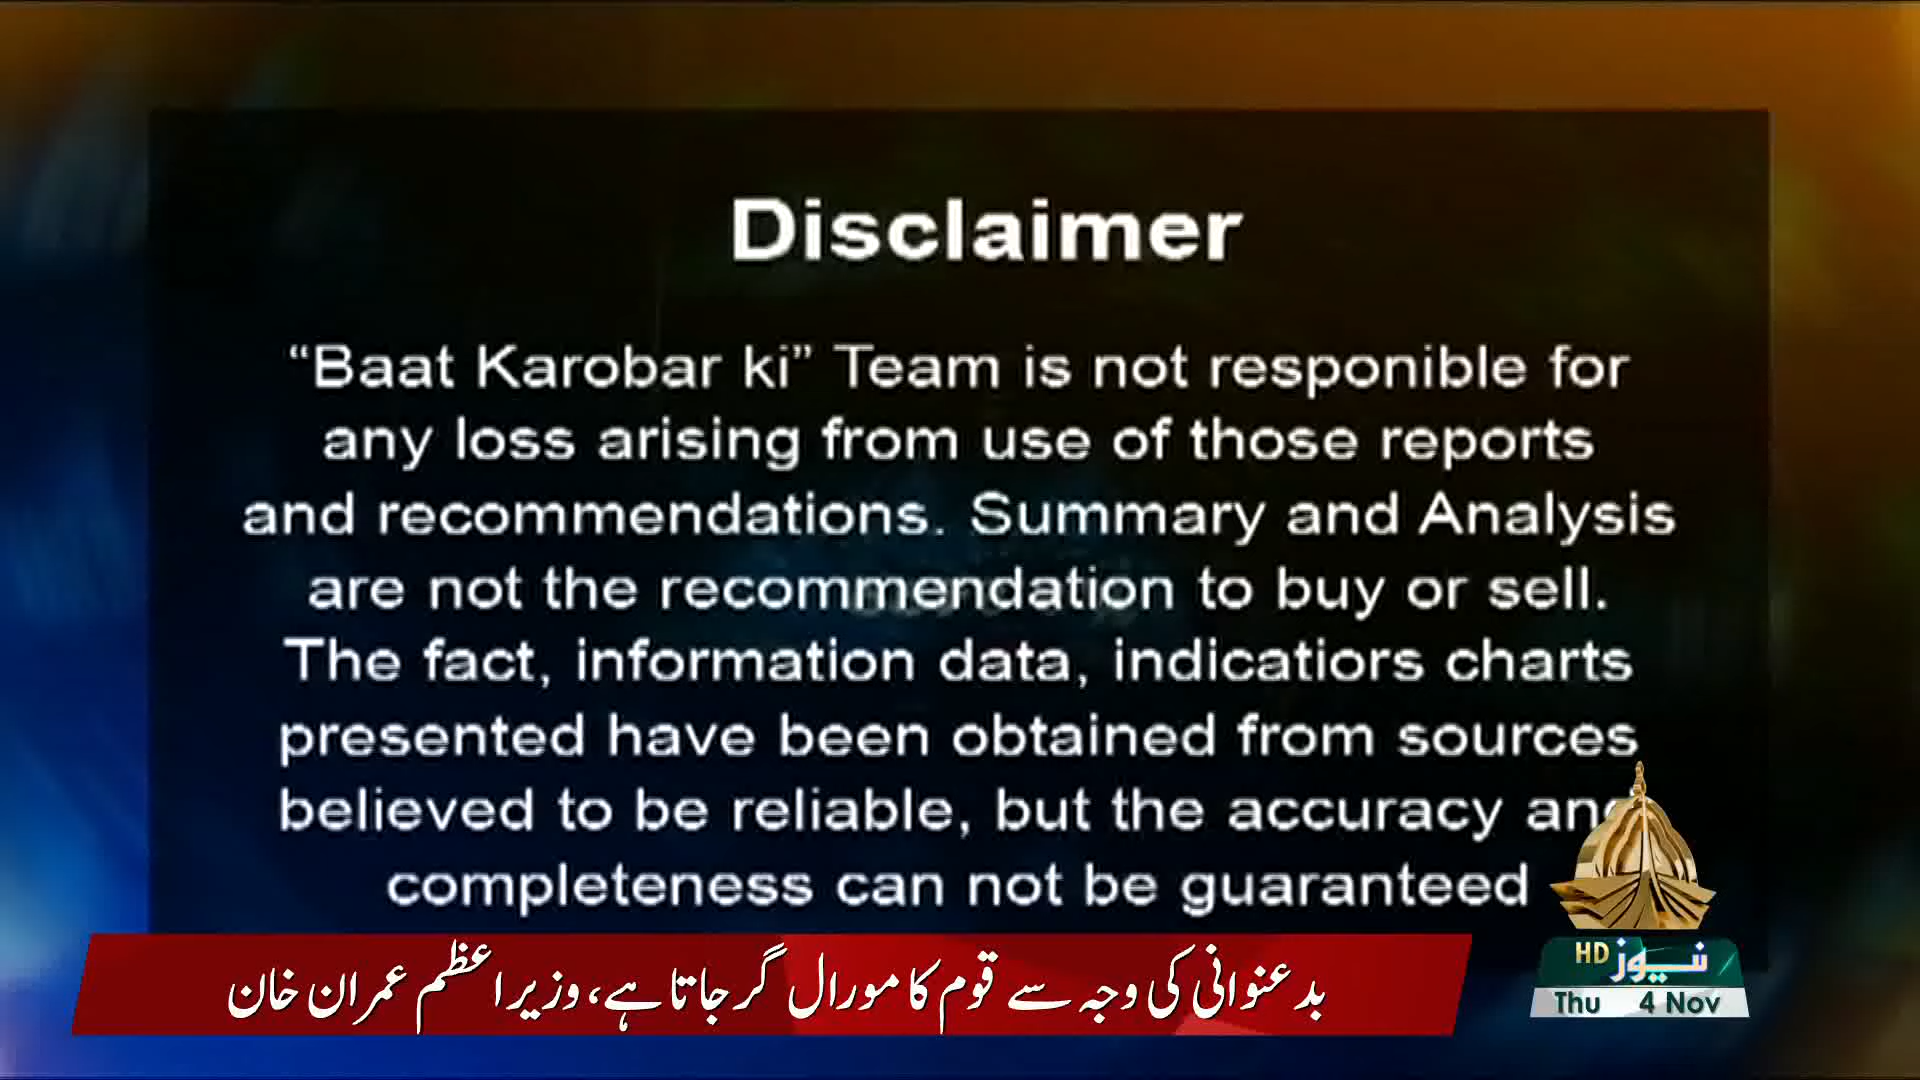 Disclaimer
“Baat Karobar ki” Team is not responible for
any loss arising from use of those reports
and recommendations. Summary and Analysis
are not the recommendation to buy or sell.
The fact, information data, indicatiors charts
presented have been obtained from sources
believed to be reliable, but the accuracy and
completeness can not be guaranteed
بدعنوانی کی وجہ سے قوم کا مورال گر جاتا ہے، وزیراعظم عمران خان
HD نیوز
Thu 4 Nov